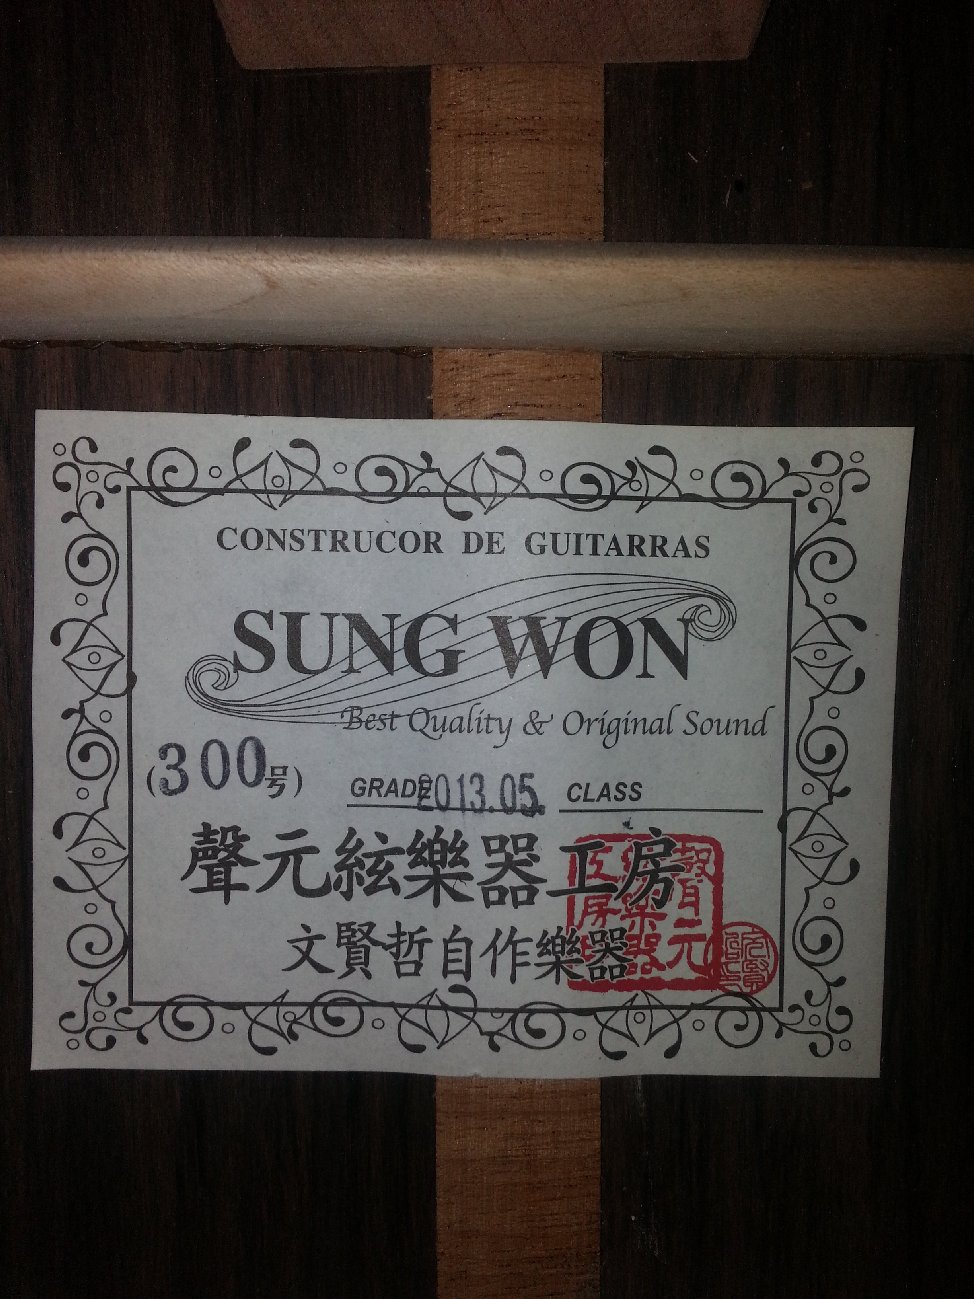 CONSTRUCOR DE GUITARRAS
SUNG WON
Best Quality & Original Sound
(300号) GRADE 2013.05. CLASS
聲元絃樂器工房
文賢哲自作樂器